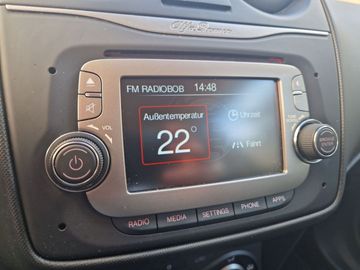 Alfa Romeo
FM RADIOBOB 14:48
Außentemperatur
22°
Uhrzeit
Fahrt
VOL
BROWSE
ENTER
RADIO MEDIA SETTINGS PHONE APPS